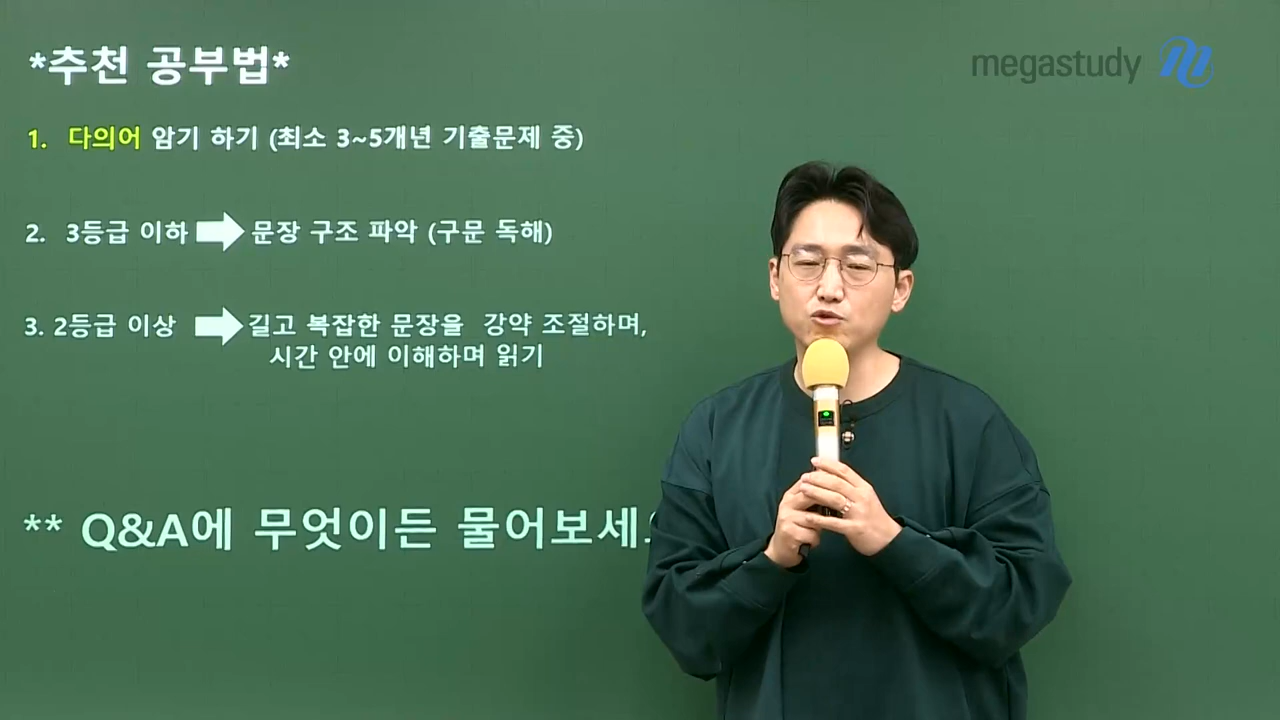 *추천 공부법*
megastudy
1. 다의어 암기 하기 (최소 3~5개년 기출문제 중)
2. 3등급 이하 문장 구조 파악 (구문 독해)
3. 2등급 이상 길고 복잡한 문장을 강약 조절하며,
시간 안에 이해하며 읽기
** Q&A에 무엇이든 물어보세